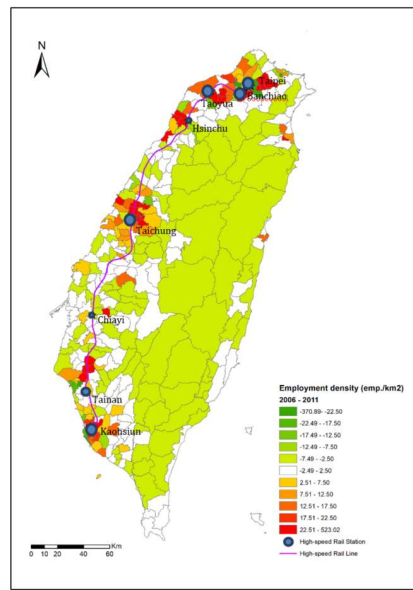 N
Taipei
Banchiao
Taoyua
Hsinchu
Taichung
Chiayi
Tainan
Kaohsiun
Employment density (emp./km2)
2006 - 2011
-370.89- -22.50
-22.49 - -17.50
-17.49 - -12.50
-12.49 - -7.50
-7.49 - -2.50
-2.49 - 2.50
2.51 - 7.50
7.51 - 12.50
12.51 - 17.50
17.51 - 22.50
22.51 - 523.02
High-speed Rail Station
High-speed Rail Line
0 10 20 40 60
Km